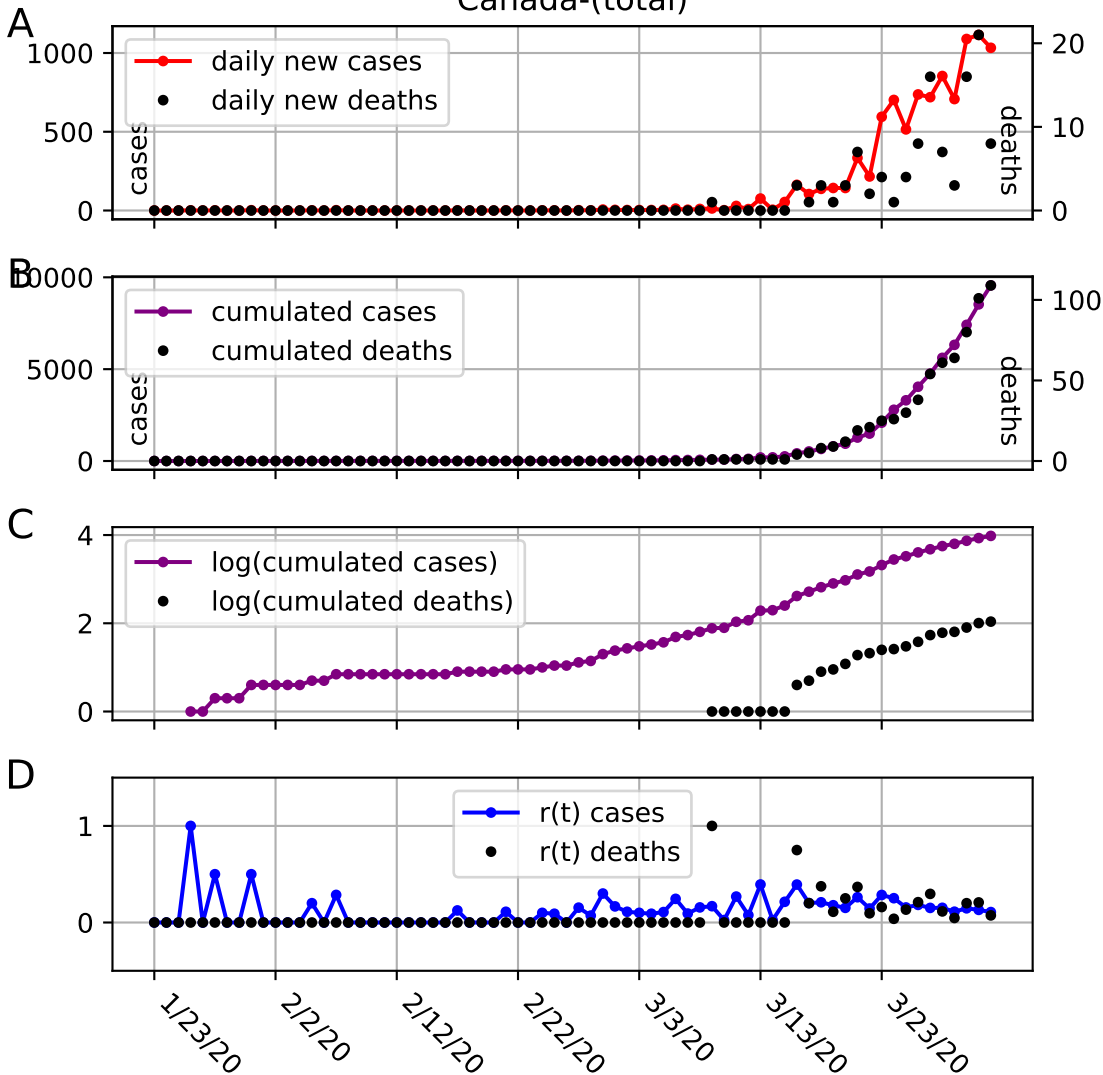 Canada-(total)
A
daily new cases
daily new deaths
1000
500
0
cases
20
10
0
deaths
B
10000
5000
0
cumulated cases
cumulated deaths
cases
100
50
0
deaths
C
4
2
0
log(cumulated cases)
log(cumulated deaths)
D
1
0
r(t) cases
r(t) deaths
1/23/20
2/2/20
2/12/20
2/22/20
3/3/20
3/13/20
3/23/20